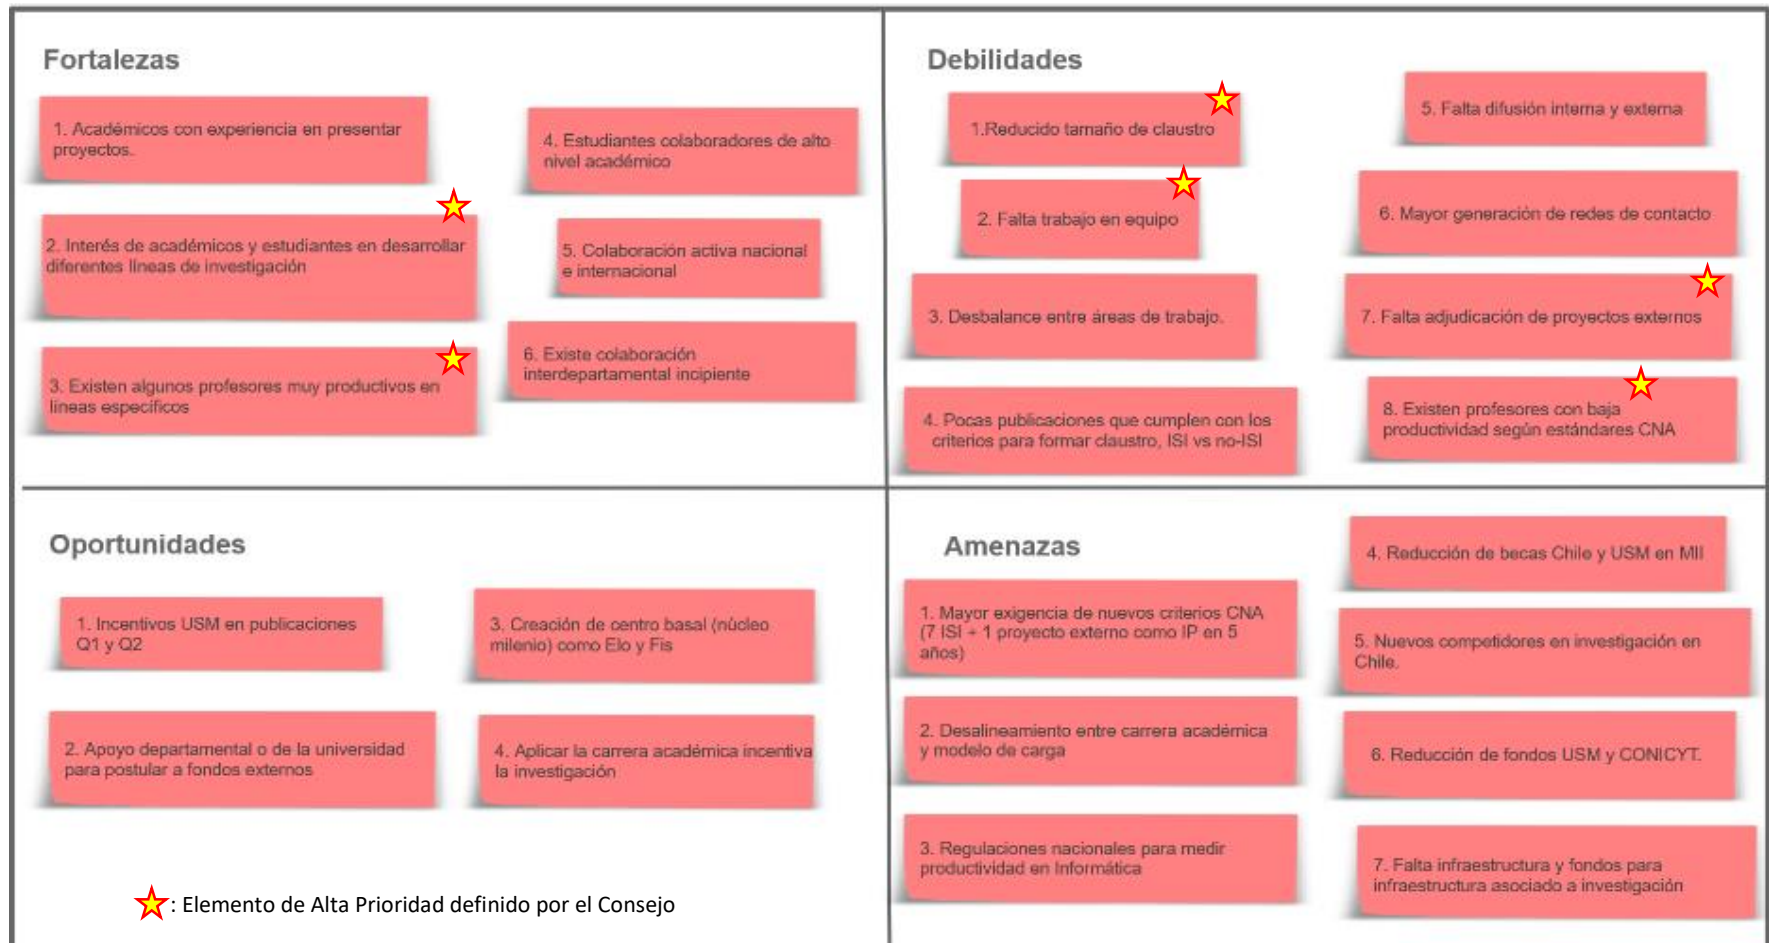 Fortalezas
1. Académicos con experiencia en presentar
proyectos.
2. Interés de académicos y estudiantes en desarrollar
diferentes líneas de investigación
3. Existen algunos profesores muy productivos en
líneas específicos
4. Estudiantes colaboradores de alto
nivel académico
5. Colaboración activa nacional
e internacional
6. Existe colaboración
interdepartamental incipiente
Debilidades
1.Reducido tamaño de claustro
2. Falta trabajo en equipo
3. Desbalance entre áreas de trabajo.
4. Pocas publicaciones que cumplen con los
criterios para formar claustro, ISI vs no-ISI
5. Falta difusión interna y externa
6. Mayor generación de redes de contacto
7. Falta adjudicación de proyectos externos
8. Existen profesores con baja
productividad según estándares CNA
Oportunidades
1. Incentivos USM en publicaciones
Q1 y Q2
2. Apoyo departamental o de la universidad
para postular a fondos externos
3. Creación de centro basal (núcleo
milenio) como Elo y Fis
4. Aplicar la carrera académica incentiva
la investigación
: Elemento de Alta Prioridad definido por el Consejo
Amenazas
1. Mayor exigencia de nuevos criterios CNA
(7 ISI + 1 proyecto externo como IP en 5
años)
2. Desalineamiento entre carrera académica
y modelo de carga
3. Regulaciones nacionales para medir
productividad en Informática
4. Reducción de becas Chile y USM en MII
5. Nuevos competidores en investigación en
Chile.
6. Reducción de fondos USM y CONICYT.
7. Falta infraestructura y fondos para
infraestructura asociado a investigación